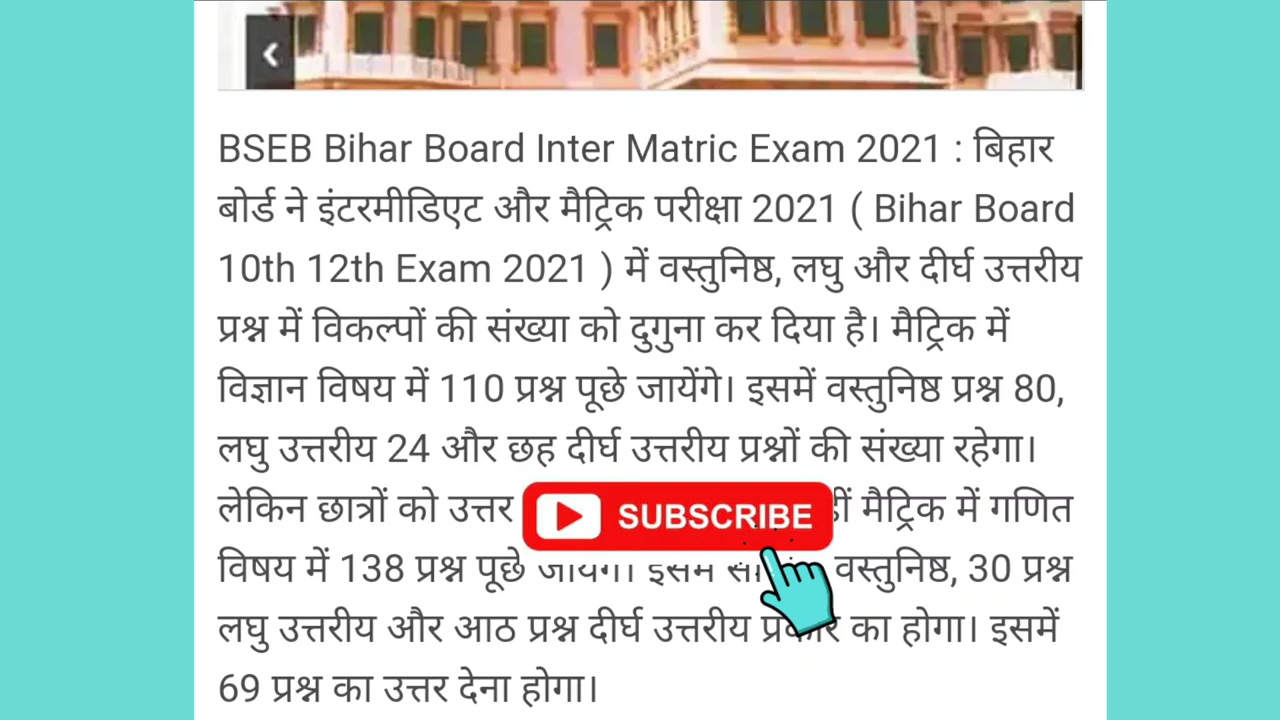 BSEB Bihar Board Inter Matric Exam 2021 : बिहार
बोर्ड ने इंटरमीडिएट और मैट्रिक परीक्षा 2021 ( Bihar Board
10th 12th Exam 2021 ) में वस्तुनिष्ठ, लघु और दीर्घ उत्तरीय
प्रश्न में विकल्पों की संख्या को दुगुना कर दिया है। मैट्रिक में
विज्ञान विषय में 110 प्रश्न पूछे जायेंगे। इसमें वस्तुनिष्ठ प्रश्न 80,
लघु उत्तरीय 24 और छह दीर्घ उत्तरीय प्रश्नों की संख्या रहेगा।
लेकिन छात्रों को उत्तर SUBSCRIBE मैट्रिक में गणित
विषय में 138 प्रश्न पूछे वस्तुनिष्ठ, 30 प्रश्न
लघु उत्तरीय और आठ प्रश्न दीर्घ उत्तरीय प्रकार का होगा। इसमें
69 प्रश्न का उत्तर देना होगा।